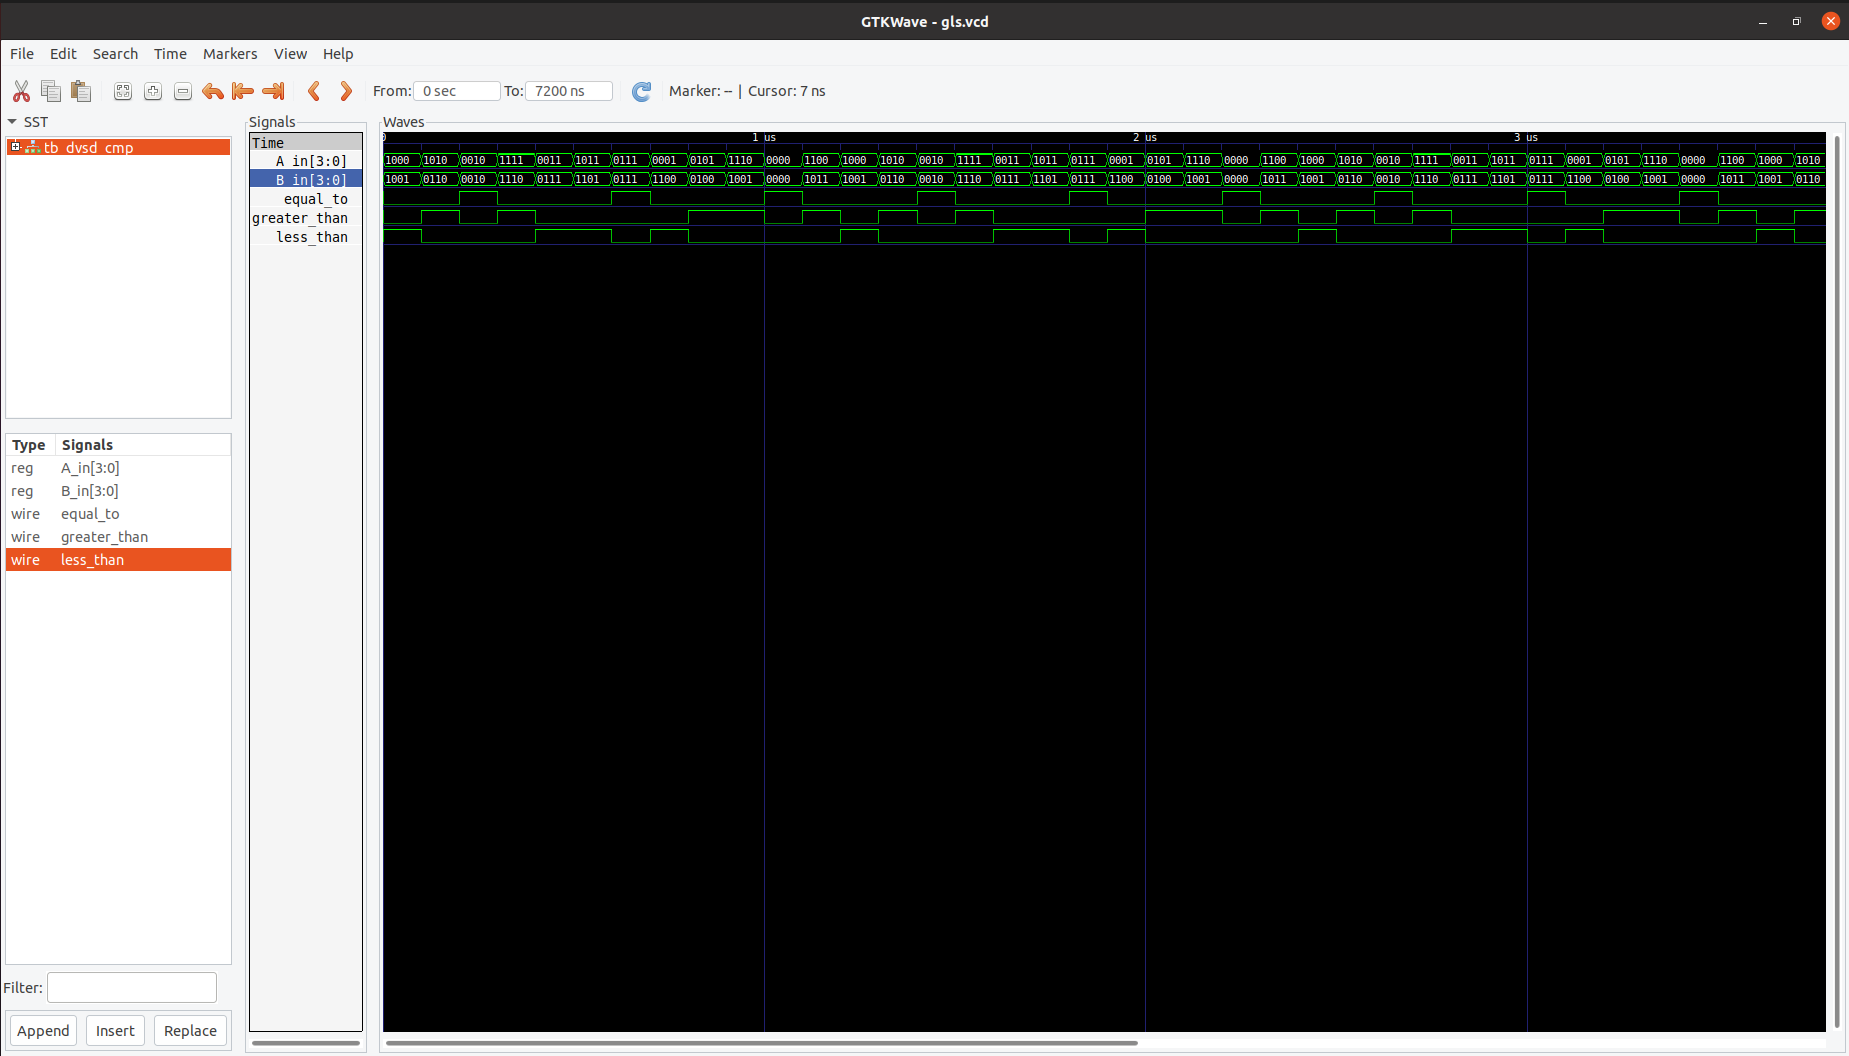 GTKWave - gls.vcd
File Edit Search Time Markers View Help
From: 0 sec To: 7200 ns Marker: -- | Cursor: 7 ns
SST
tb_dvsd_cmp
Type Signals
reg A_in[3:0]
reg B_in[3:0]
wire equal_to
wire greater_than
wire less_than
Filter:
Append Insert Replace
Signals
Time
A_in[3:0]
B_in[3:0]
equal_to
greater_than
less_than
Waves
0 1 us 2 us 3 us
1000 1010 0010 1111 0011 1011 0111 0001 0101 1110 0000 1100 1000 1010 0010 1111 0011 1011 0111 0001 0101 1110 0000 1100 1000 1010 0010 1111 0011 1011 0111 0001 0101 1110 0000 1100 1000 1010
1001 0110 0010 1110 0111 1101 0111 1100 0100 1001 0000 1011 1001 0110 0010 1110 0111 1101 0111 1100 0100 1001 0000 1011 1001 0110 0010 1110 0111 1101 0111 1100 0100 1001 0000 1011 1001 0110